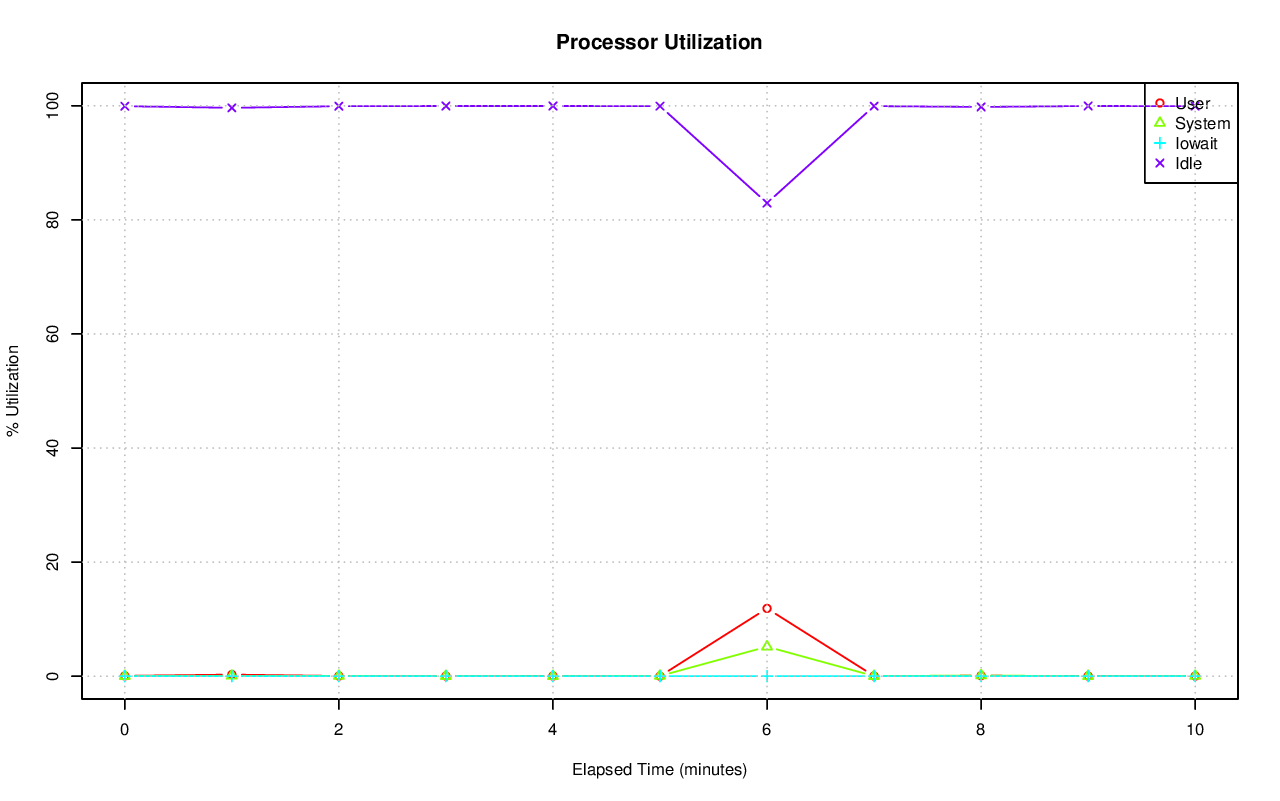 Processor Utilization
100
80
60
40
20
0
% Utilization
User
System
Iowait
Idle
0 2 4 6 8 10
Elapsed Time (minutes)